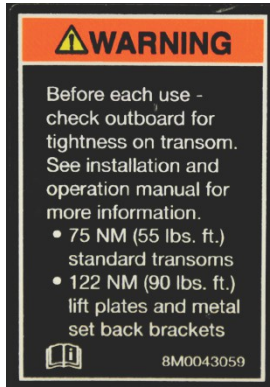 WARNING
Before each use -
check outboard for
tightness on transom.
See installation and
operation manual for
more information.
• 75 NM (55 lbs. ft.)
standard transoms
• 122 NM (90 lbs. ft.)
lift plates and metal
set back brackets
8M0043059